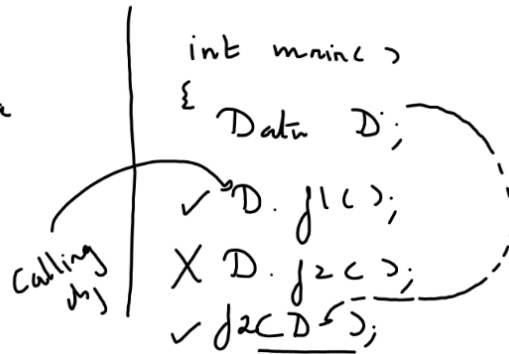 int main()
{
Data D;
✓ D.f1();
X D.f2();
Calling obj
✓ f2(D);